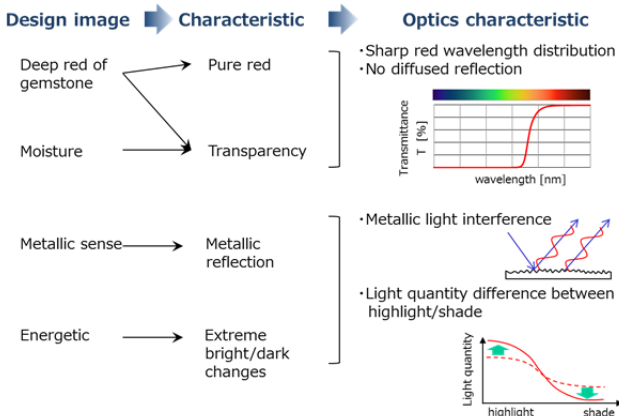 Design image
Characteristic
Optics characteristic
Deep red of
gemstone
Pure red
Moisture
Transparency
・Sharp red wavelength distribution
・No diffused reflection
Transmittance
T [%]
wavelength [nm]
Metallic sense
Metallic
reflection
・Metallic light interference
Energetic
Extreme
bright/dark
changes
・Light quantity difference between
highlight/shade
Light quantity
highlight
shade